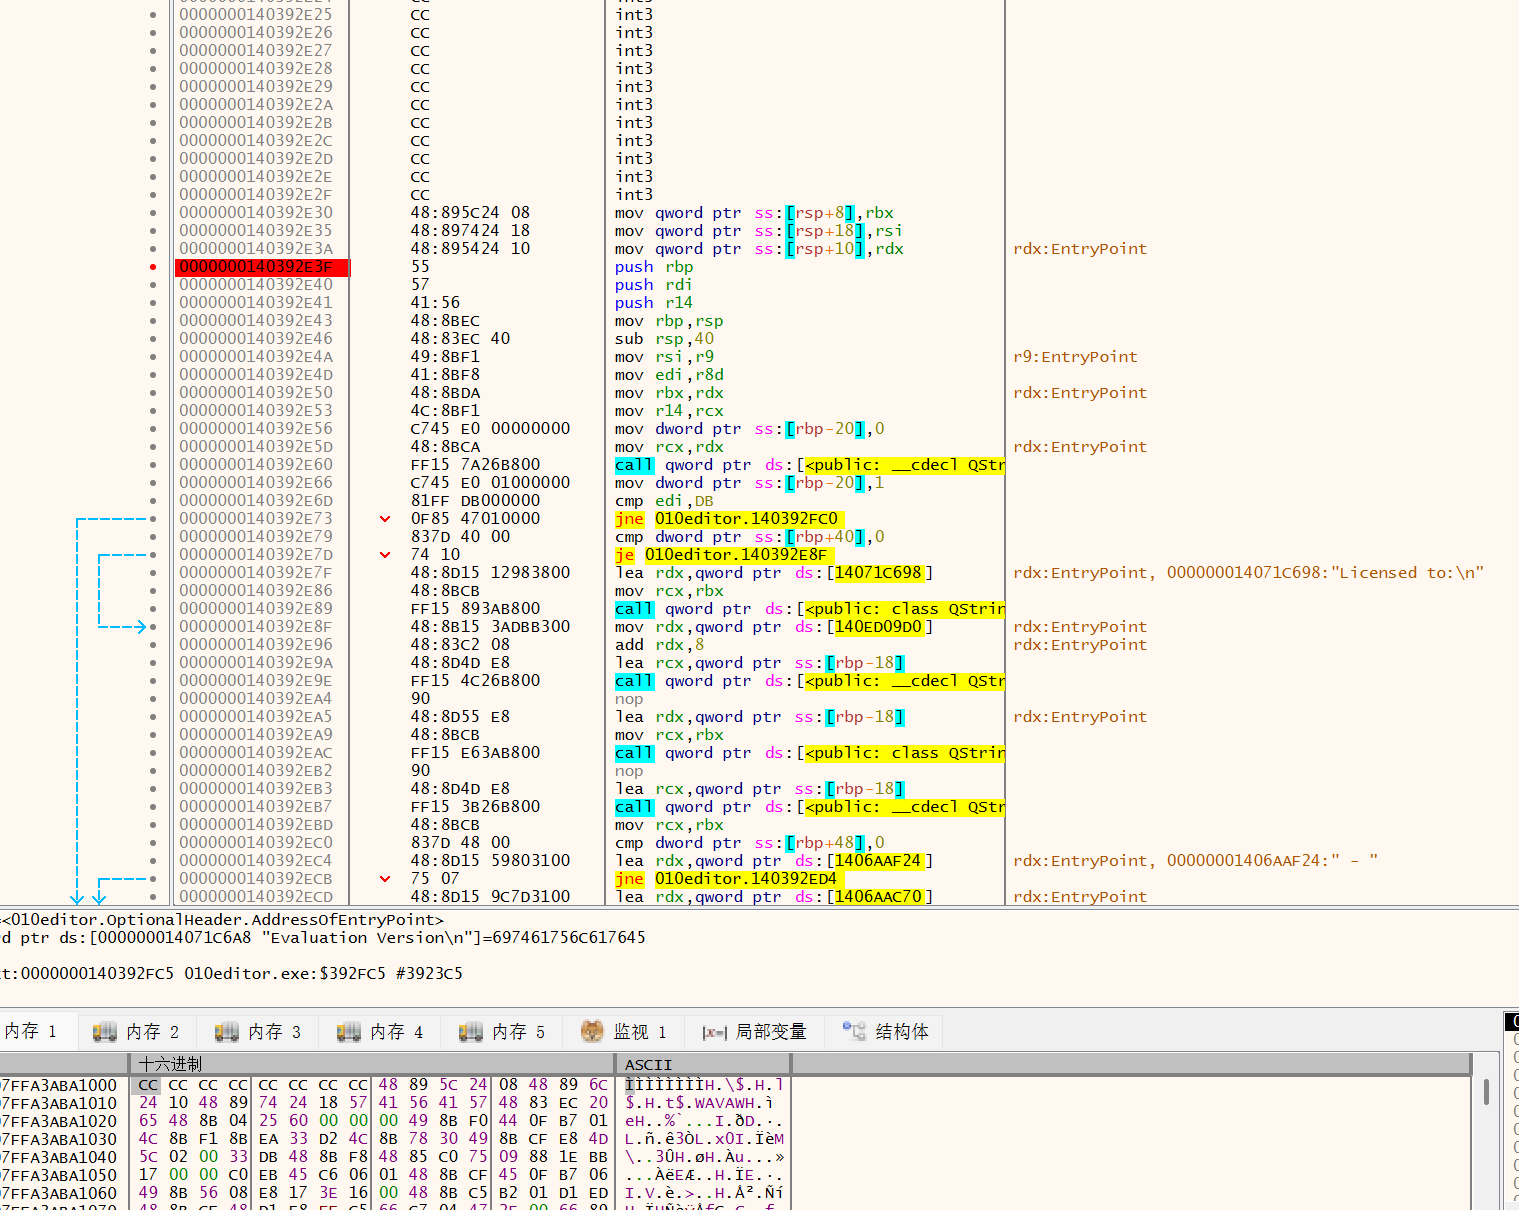 0000000140392E25 CC int3
0000000140392E26 CC int3
0000000140392E27 CC int3
0000000140392E28 CC int3
0000000140392E29 CC int3
0000000140392E2A CC int3
0000000140392E2B CC int3
0000000140392E2C CC int3
0000000140392E2D CC int3
0000000140392E2E CC int3
0000000140392E2F CC int3
0000000140392E30 48:895C24 08 mov qword ptr ss:[rsp+8],rbx
0000000140392E35 48:897424 18 mov qword ptr ss:[rsp+18],rsi
0000000140392E3A 48:895424 10 mov qword ptr ss:[rsp+10],rdx rdx:EntryPoint
0000000140392E3F 55 push rbp
0000000140392E40 57 push rdi
0000000140392E41 41:56 push r14
0000000140392E43 48:8BEC mov rbp,rsp
0000000140392E46 48:83EC 40 sub rsp,40
0000000140392E4A 49:8BF1 mov rsi,r9 r9:EntryPoint
0000000140392E4D 41:8BF8 mov edi,r8d
0000000140392E50 48:8BDA mov rbx,rdx rdx:EntryPoint
0000000140392E53 4C:8BF1 mov r14,rcx
0000000140392E56 C745 E0 00000000 mov dword ptr ss:[rbp-20],0
0000000140392E5D 48:8BCA mov rcx,rdx rdx:EntryPoint
0000000140392E60 FF15 7A26B800 call qword ptr ds:[<public: __cdecl QStri
0000000140392E66 C745 E0 01000000 mov dword ptr ss:[rbp-20],1
0000000140392E6D 81FF DB000000 cmp edi,DB
0000000140392E73 0F85 47010000 jne 010editor.140392FC0
0000000140392E79 837D 40 00 cmp dword ptr ss:[rbp+40],0
0000000140392E7D 74 10 je 010editor.140392E8F
0000000140392E7F 48:8D15 12983800 lea rdx,qword ptr ds:[14071C698] rdx:EntryPoint, 000000014071C698:"Licensed to:\n"
0000000140392E86 48:8BCB mov rcx,rbx
0000000140392E89 FF15 893AB800 call qword ptr ds:[<public: class QStrin
0000000140392E8F 48:8B15 3ADBB300 mov rdx,qword ptr ds:[140ED09D0] rdx:EntryPoint
0000000140392E96 48:83C2 08 add rdx,8 rdx:EntryPoint
0000000140392E9A 48:8D4D E8 lea rcx,qword ptr ss:[rbp-18]
0000000140392E9E FF15 4C26B800 call qword ptr ds:[<public: __cdecl QStr
0000000140392EA4 90 nop
0000000140392EA5 48:8D55 E8 lea rdx,qword ptr ss:[rbp-18] rdx:EntryPoint
0000000140392EA9 48:8BCB mov rcx,rbx
0000000140392EAC FF15 E63AB800 call qword ptr ds:[<public: class QStrin
0000000140392EB2 90 nop
0000000140392EB3 48:8D4D E8 lea rcx,qword ptr ss:[rbp-18]
0000000140392EB7 FF15 3B26B800 call qword ptr ds:[<public: __cdecl QStr
0000000140392EBD 48:8BCB mov rcx,rbx
0000000140392EC0 837D 48 00 cmp dword ptr ss:[rbp+48],0
0000000140392EC4 48:8D15 59803100 lea rdx,qword ptr ds:[1406AAF24] rdx:EntryPoint, 00000001406AAF24:" - "
0000000140392ECB 75 07 jne 010editor.140392ED4
0000000140392ECD 48:8D15 9C7D3100 lea rdx,qword ptr ds:[1406AAC70] rdx:EntryPoint
=<010editor.OptionalHeader.AddressOfEntryPoint>
d ptr ds:[000000014071C6A8 "Evaluation Version\n"]=697461756C617645
t:0000000140392FC5 010editor.exe:$392FC5 #3923C5
内存 1 内存 2 内存 3 内存 4 内存 5 监视 1 |x=| 局部变量 结构体
十六进制 ASCII
07FFA3ABA1000 CC CC CC CC CC CC CC CC 48 89 5C 24 08 48 89 6C ÌÌÌÌÌÌÌÌH.\$.H.l
07FFA3ABA1010 24 10 48 89 74 24 18 57 41 56 41 57 48 83 EC 20 $.H.t$.WAVAWH.ì
07FFA3ABA1020 65 48 8B 04 25 60 00 00 00 49 8B F0 44 0F B7 01 eH..%`...I.ðD.·.
07FFA3ABA1030 4C 8B F1 8B EA 33 D2 4C 8B 78 30 49 8B CF E8 4D L.ñ.ê3ÒL.x0I.ÏèM
07FFA3ABA1040 5C 02 00 33 DB 48 8B F8 48 85 C0 75 09 88 1E BB \..3ÛH.øH.Àu...»
07FFA3ABA1050 17 00 00 C0 EB 45 C6 06 01 48 8B CF 45 0F B7 06 ...ÀëEÆ..H.ÏE.·.
07FFA3ABA1060 49 8B 56 08 E8 17 3E 16 00 48 8B C5 B2 01 D1 ED I.V.è.>..H.Å².Ñí